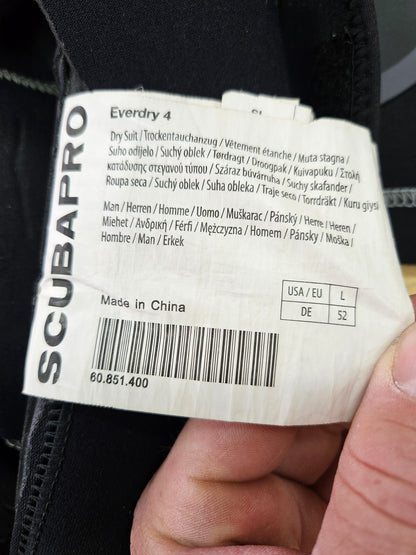 SCUBAPRO
Everdry 4
Dry Suit / Trockentauchanzug / Vêtement étanche / Muta stagna /
Suho odijelo / Suchý oblek / Tørdragt / Droogpak / Kuivapuku / Στολή
κατάδυσης στεγανού τύπου / Száraz búvárruha / Suchy skafander /
Roupa seca / Suchý oblek / Suha obleka / Traje seco / Torrdräkt / Kuru giysi
Man / Herren / Homme / Uomo / Muškarac / Pánský / Herre / Heren /
Miehet / Ανδρική / Férfi / Mężczyzna / Homem / Pánsky / Moška /
Hombre / Man / Erkek
USA / EU L
DE 52
Made in China
60.851.400